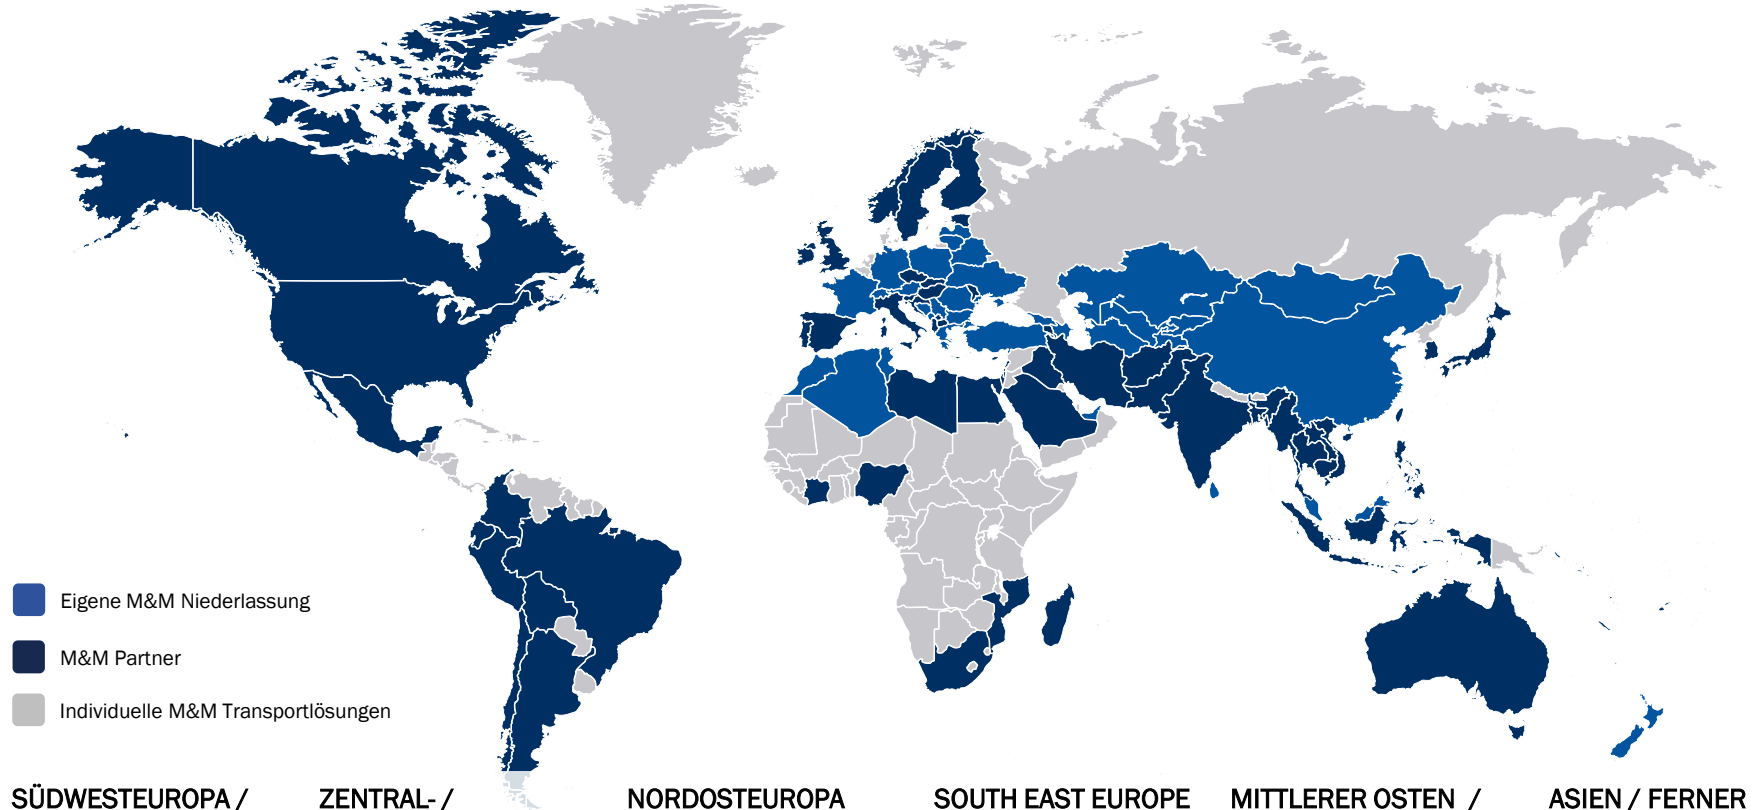 Eigene M&M Niederlassung
M&M Partner
Individuelle M&M Transportlösungen
SÜDWESTEUROPA / ZENTRAL- / NORDOSTEUROPA SOUTH EAST EUROPE MITTLERER OSTEN / ASIEN / FERNER